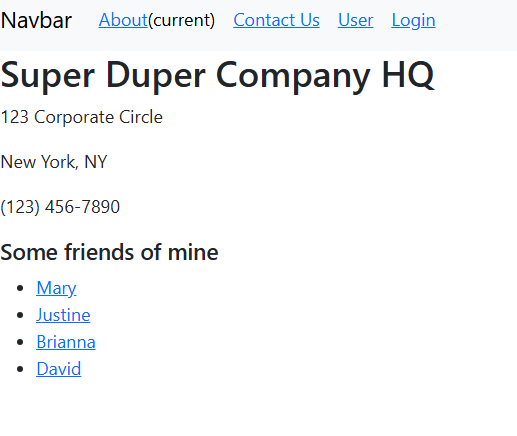 Navbar About(current) Contact Us User Login
Super Duper Company HQ
123 Corporate Circle
New York, NY
(123) 456-7890
Some friends of mine
Mary
Justine
Brianna
David